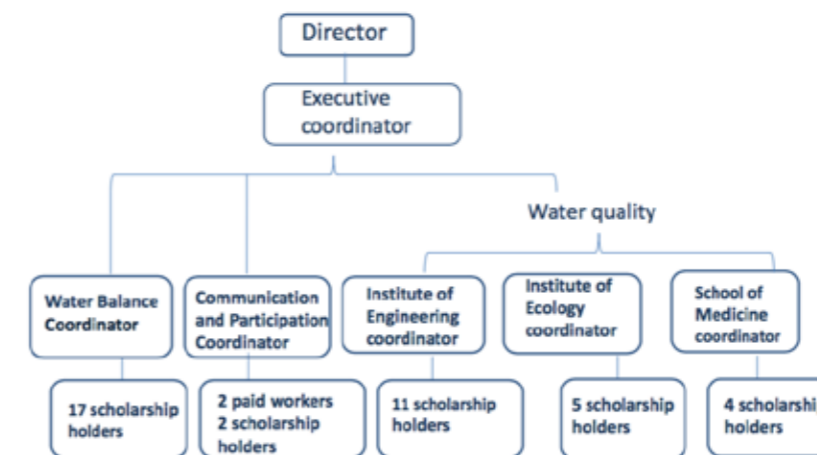 Director
Executive
coordinator
Water quality
Water Balance
Coordinator
Communication
and Participation
Coordinator
Institute of
Engineering
coordinator
Institute of
Ecology
coordinator
School of
Medicine
coordinator
17 scholarship
holders
2 paid workers
2 scholarship
holders
11 scholarship
holders
5 scholarship
holders
4 scholarshi
holders